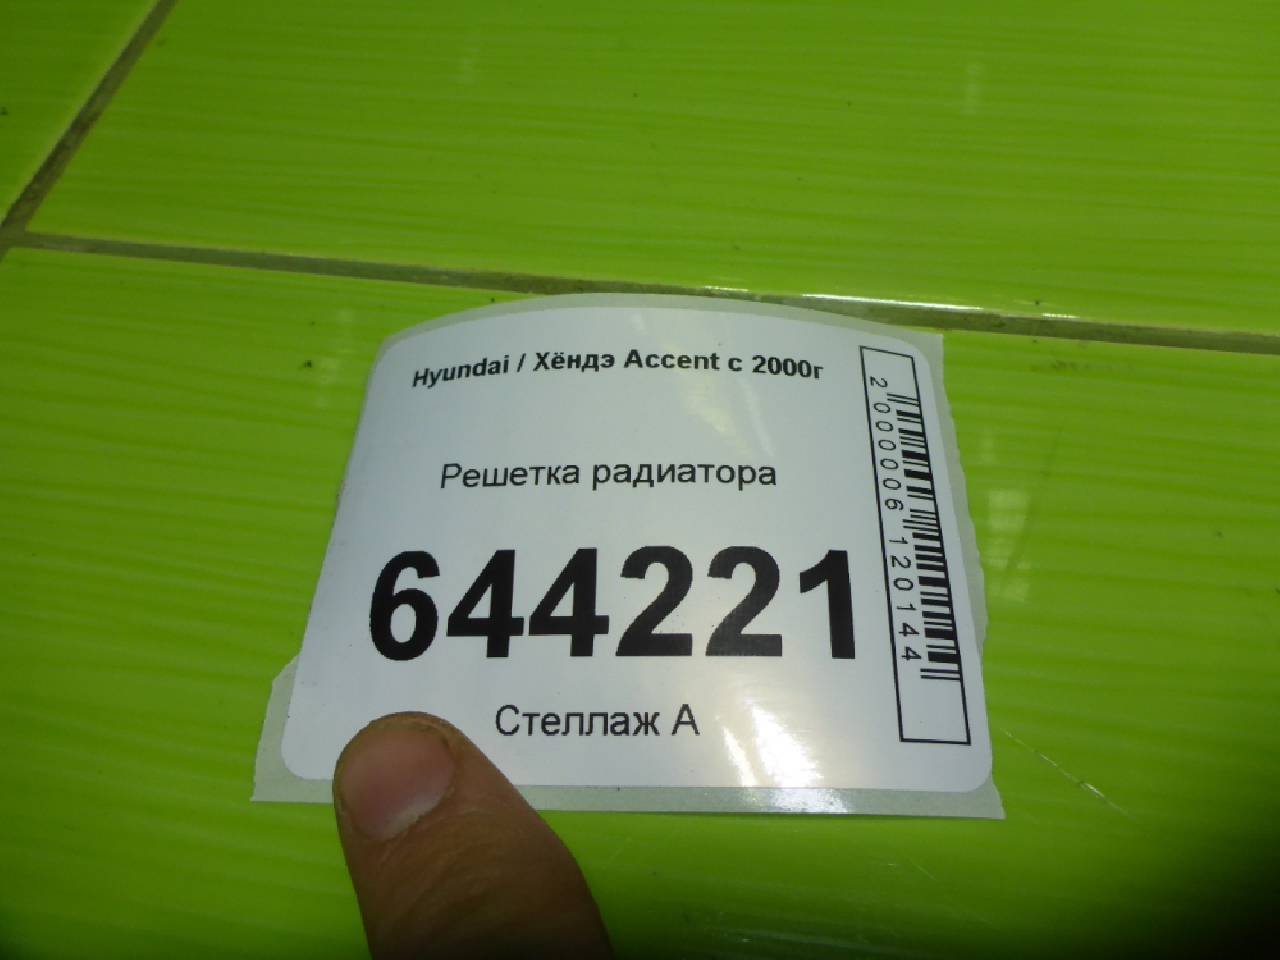 Hyundai / Хёндэ Accent с 2000г
Решетка радиатора
644221
Стеллаж А
2000006120144